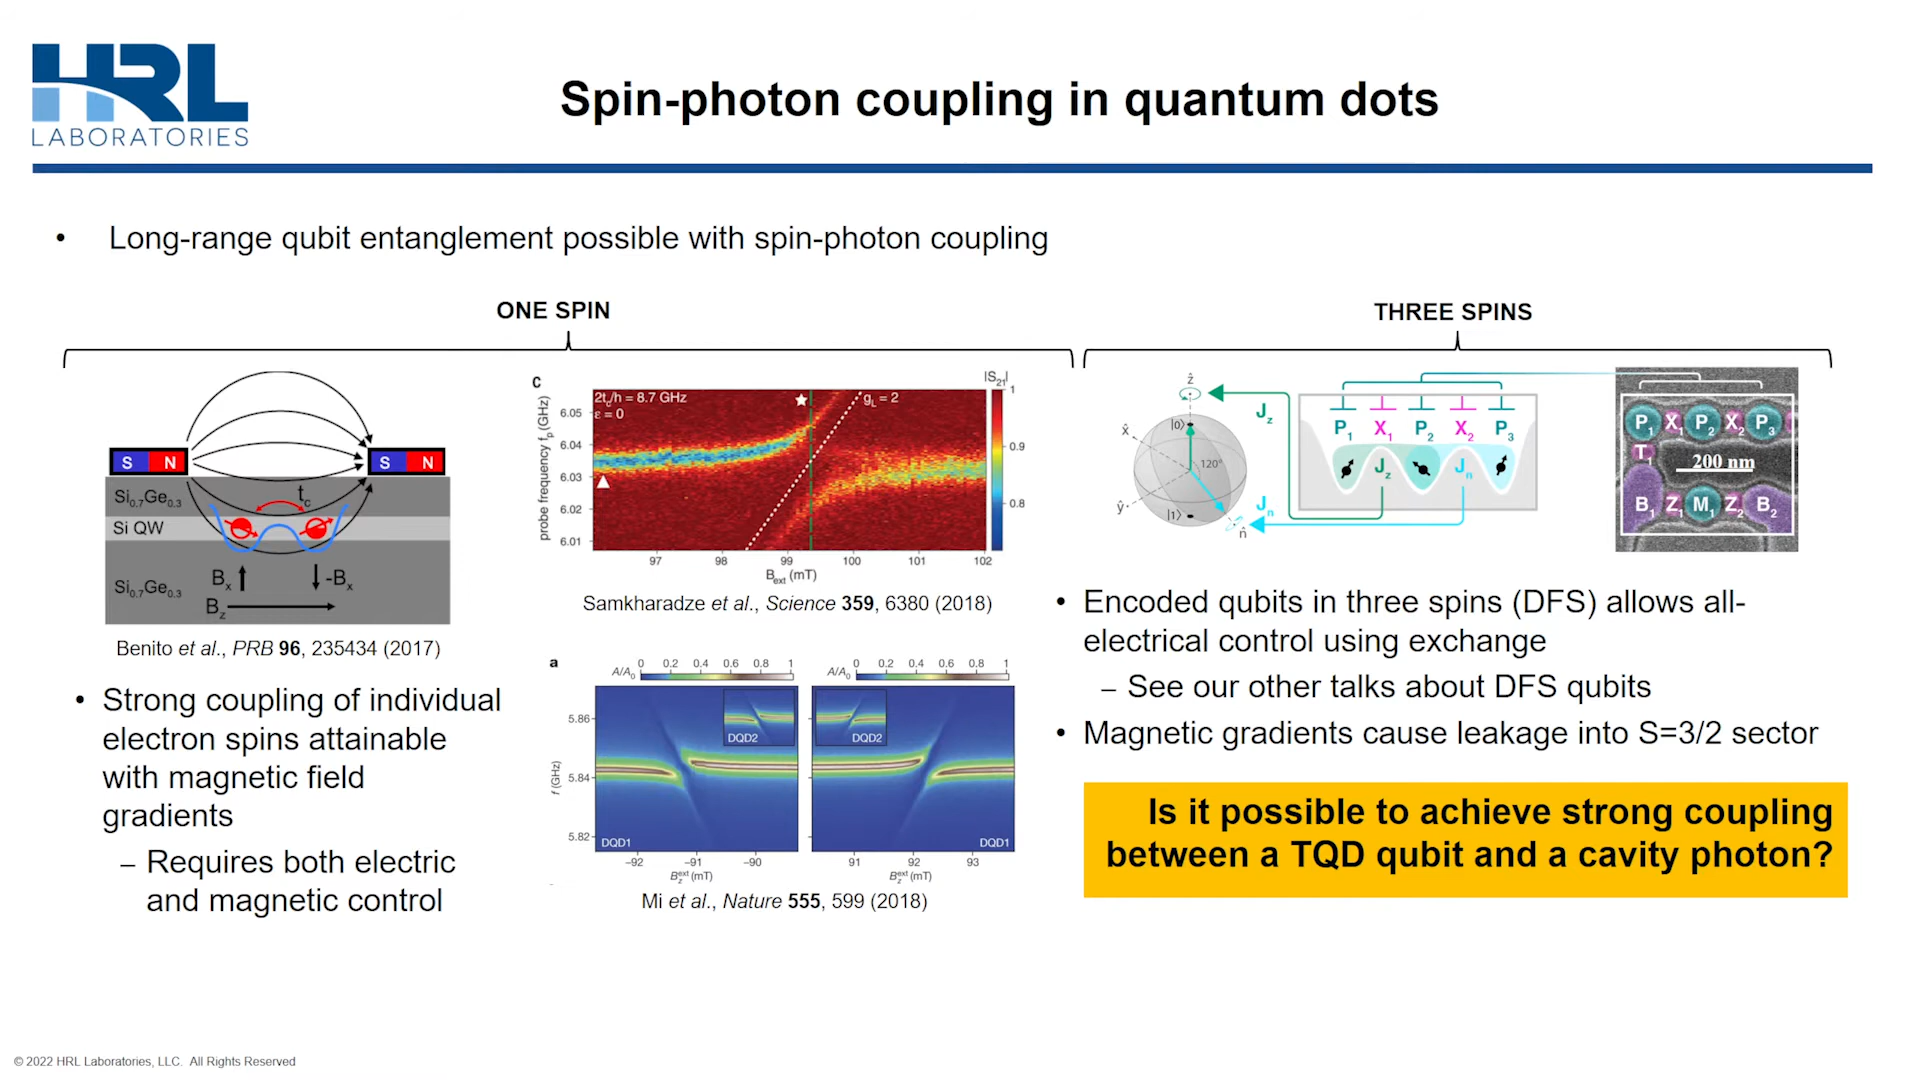 HRL
LABORATORIES
Spin-photon coupling in quantum dots
• Long-range qubit entanglement possible with spin-photon coupling
ONE SPIN
S N
S N
Si0.7Ge0.3
tc
Si QW
Si0.7Ge0.3
Bx
-Bx
Bz
Benito et al., PRB 96, 235434 (2017)
• Strong coupling of individual
electron spins attainable
with magnetic field
gradients
– Requires both electric
and magnetic control
c
|S21|
2tc/h = 8.7 GHz
ε = 0
gL = 2
probe frequency fp (GHz)
6.05
6.04
6.03
6.02
6.01
97 98 99 100 101 102
Bext (mT)
1
0.9
0.8
Samkharadze et al., Science 359, 6380 (2018)
a
A/A0 0 0.2 0.4 0.6 0.8 1
A/A0 0 0.2 0.4 0.6 0.8 1
f (GHz)
5.86
5.84
5.82
DQD2
DQD1
DQD2
DQD1
−92 −91 −90
91 92 93
Bzext (mT)
Bzext (mT)
Mi et al., Nature 555, 599 (2018)
THREE SPINS
ẑ
x̂
ŷ
n̂
|0⟩
|1⟩
120°
Jz
Jn
P1 X1 P2 X2 P3
Jz Jn
P1 X1 P2 X2 P3
T1
200 nm
B1 Z1 M1 Z2 B2
• Encoded qubits in three spins (DFS) allows all-
electrical control using exchange
– See our other talks about DFS qubits
• Magnetic gradients cause leakage into S=3/2 sector
Is it possible to achieve strong coupling
between a TQD qubit and a cavity photon?
© 2022 HRL Laboratories, LLC. All Rights Reserved